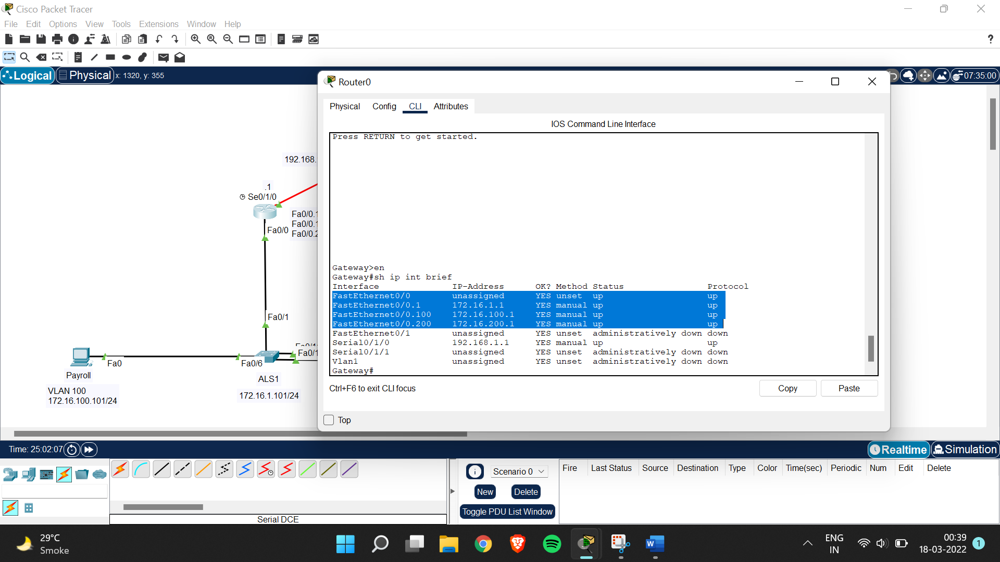 Cisco Packet Tracer
File Edit Options View Tools Extensions Window Help
?
Logical Physical x: 1320, y: 355
07:35:00
Router0
Physical Config CLI Attributes
IOS Command Line Interface
Press RETURN to get started.
Gateway>en
Gateway#sh ip int brief
Interface IP-Address OK? Method Status Protocol
FastEthernet0/0 unassigned YES unset up up
FastEthernet0/0.1 172.16.1.1 YES manual up up
FastEthernet0/0.100 172.16.100.1 YES manual up up
FastEthernet0/0.200 172.16.200.1 YES manual up up
FastEthernet0/1 unassigned YES unset administratively down down
Serial0/1/0 192.168.1.1 YES manual up up
Serial0/1/1 unassigned YES unset administratively down down
Vlan1 unassigned YES unset administratively down down
Gateway#
Ctrl+F6 to exit CLI focus
Copy Paste
Top
192.168.
.1
Se0/1/0
Fa0/0.1
Fa0/0.1
Fa0/0.2
Fa0/0
Fa0/1
Fa0/1
Fa0 Fa0/6
Payroll
ALS1
VLAN 100
172.16.100.101/24
172.16.1.101/24
Time: 25:02:07
Realtime Simulation
Scenario 0
New Delete
Toggle PDU List Window
Fire Last Status Source Destination Type Color Time(sec) Periodic Num Edit Delete
Serial DCE
29°C
Smoke
W
ENG
IN
00:39
18-03-2022
1